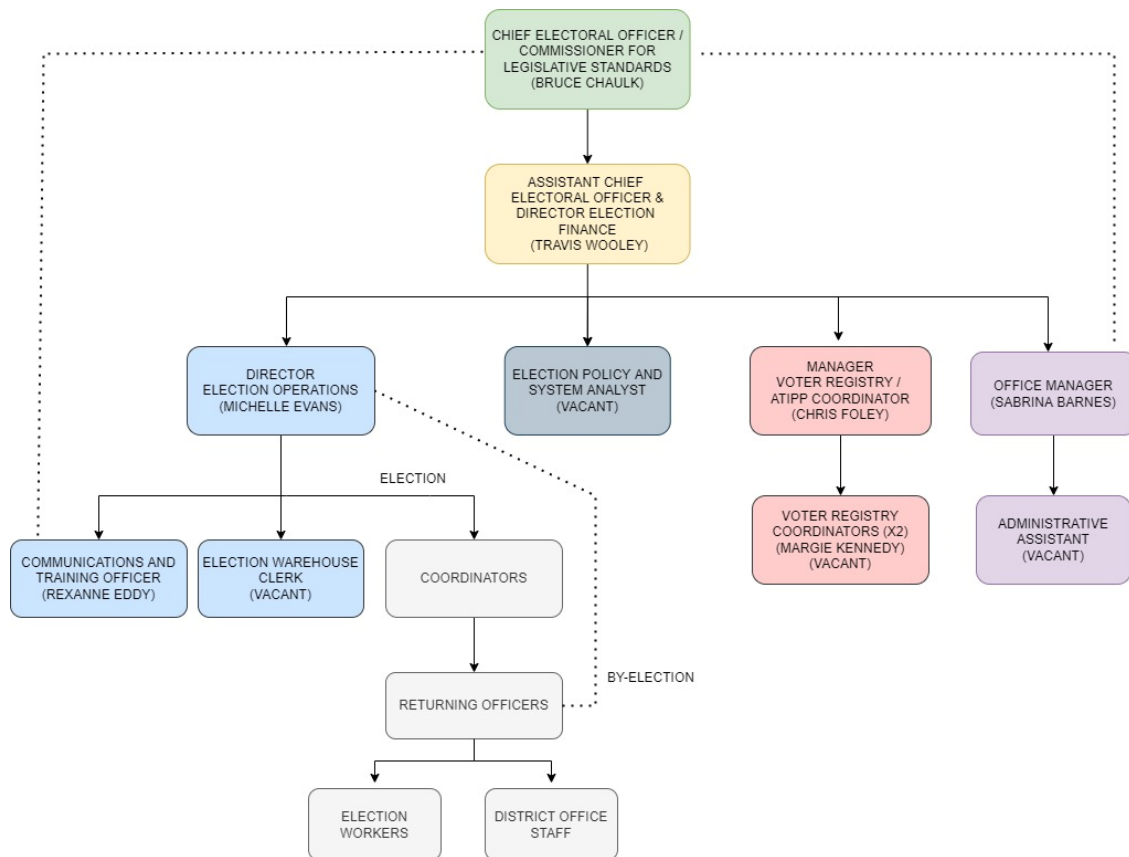 CHIEF ELECTORAL OFFICER /
COMMISSIONER FOR
LEGISLATIVE STANDARDS
(BRUCE CHAULK)
ASSISTANT CHIEF
ELECTORAL OFFICER &
DIRECTOR ELECTION
FINANCE
(TRAVIS WOOLEY)
DIRECTOR
ELECTION OPERATIONS
(MICHELLE EVANS)
ELECTION POLICY AND
SYSTEM ANALYST
(VACANT)
MANAGER
VOTER REGISTRY /
ATIPP COORDINATOR
(CHRIS FOLEY)
OFFICE MANAGER
(SABRINA BARNES)
ELECTION
COMMUNICATIONS AND
TRAINING OFFICER
(REXANNE EDDY)
ELECTION WAREHOUSE
CLERK
(VACANT)
COORDINATORS
VOTER REGISTRY
COORDINATORS (X2)
(MARGIE KENNEDY)
(VACANT)
ADMINISTRATIVE
ASSISTANT
(VACANT)
BY-ELECTION
RETURNING OFFICERS
ELECTION
WORKERS
DISTRICT OFFICE
STAFF